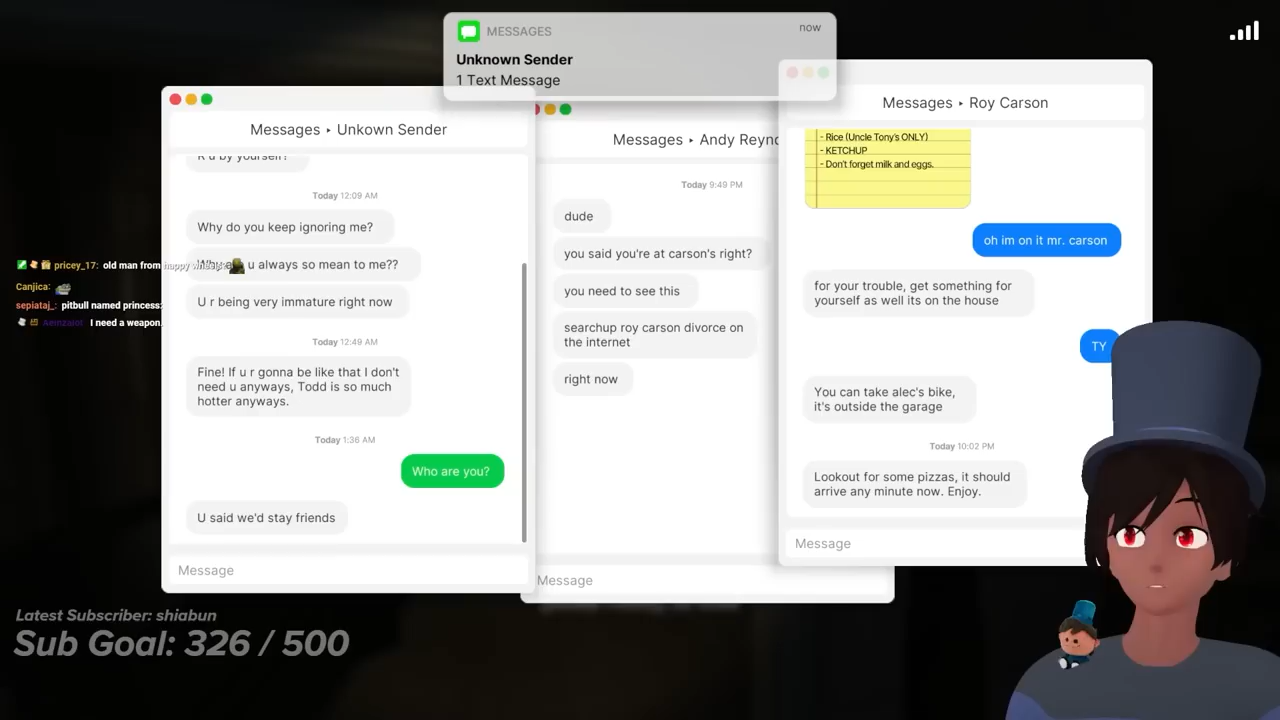 MESSAGES
now
Unknown Sender
1 Text Message
Messages ▸ Unkown Sender
R u by yourself?
Today 12:09 AM
Why do you keep ignoring me?
u always so mean to me??
U r being very immature right now
Today 12:49 AM
Fine! If u r gonna be like that I don't
need u anyways, Todd is so much
hotter anyways.
Today 1:36 AM
Who are you?
U said we'd stay friends
Message
Messages ▸ Andy Reyno
Today 9:49 PM
dude
you said you're at carson's right?
you need to see this
searchup roy carson divorce on
the internet
right now
Message
Messages ▸ Roy Carson
- Rice (Uncle Tony's ONLY)
- KETCHUP
- Don't forget milk and eggs.
oh im on it mr. carson
for your trouble, get something for
yourself as well its on the house
TY
You can take alec's bike,
it's outside the garage
Today 10:02 PM
Lookout for some pizzas, it should
arrive any minute now. Enjoy.
Message
pricey_17: old man from happy wheels
Canjica:
sepiataj_: pitbull named princess:
I need a weapon.
Latest Subscriber: shiabun
Sub Goal: 326 / 500